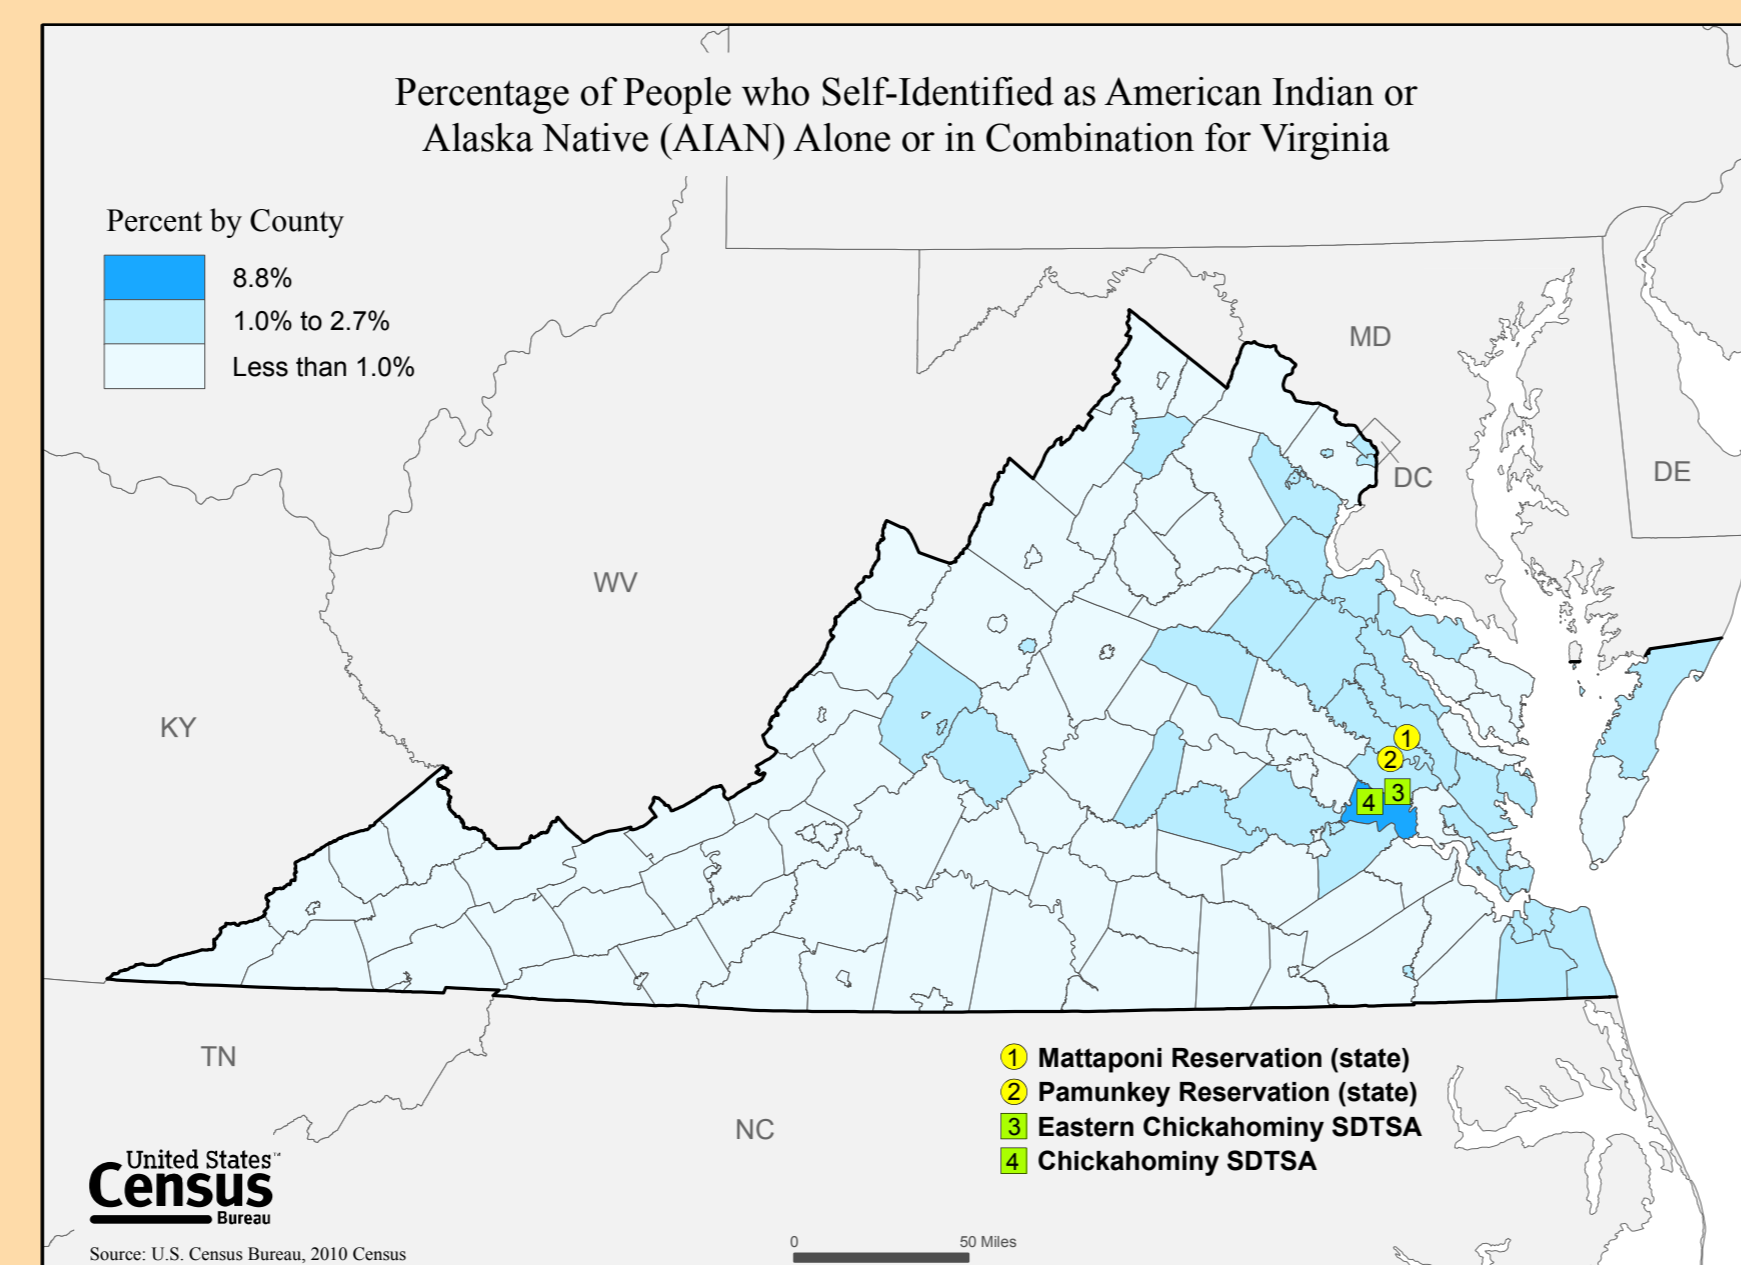 Percentage of People who Self-Identified as American Indian or
Alaska Native (AIAN) Alone or in Combination for Virginia
Percent by County
8.8%
1.0% to 2.7%
Less than 1.0%
MD
DC
DE
WV
KY
1
2
3
4
TN
NC
1 Mattaponi Reservation (state)
2 Pamunkey Reservation (state)
3 Eastern Chickahominy SDTSA
4 Chickahominy SDTSA
United States™
Census
Bureau
Source: U.S. Census Bureau, 2010 Census
0 50 Miles